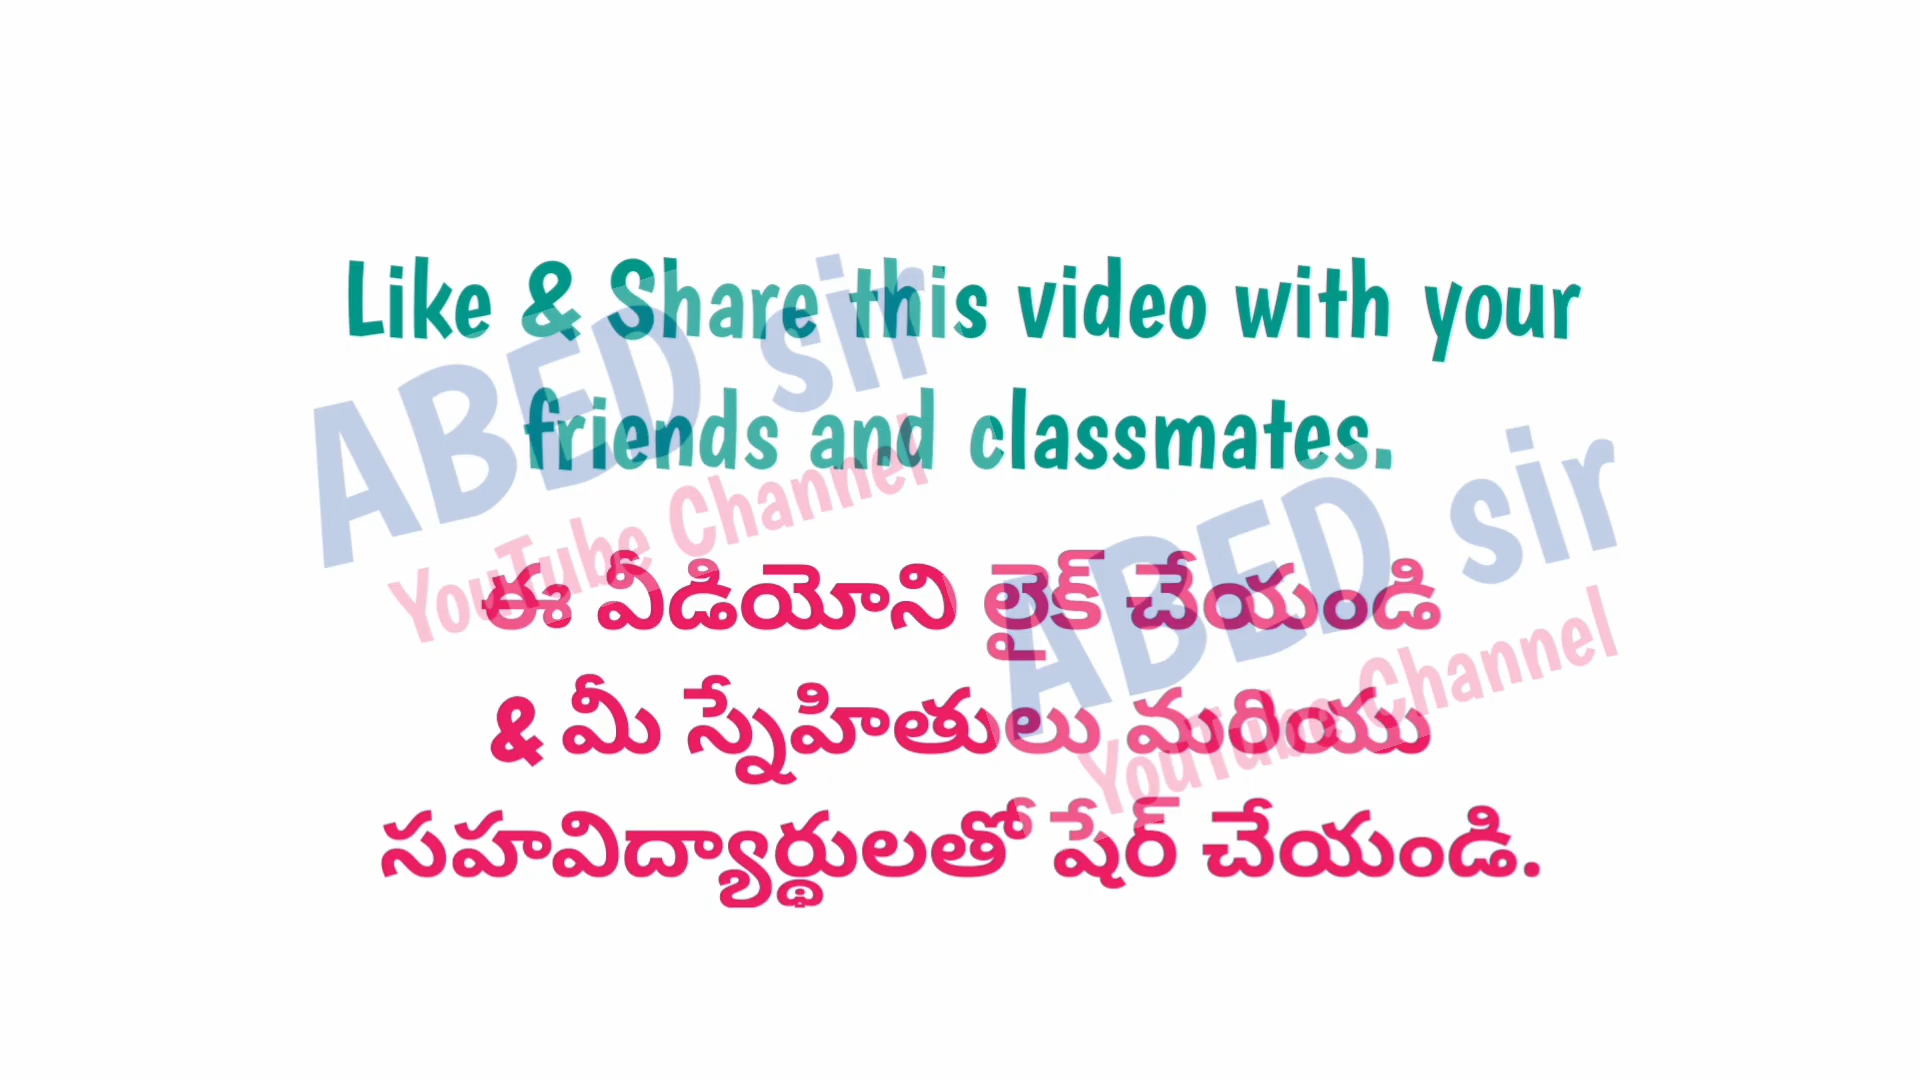 Like & Share this video with your
friends and classmates.
ఈ వీడియోని లైక్ చేయండి
& మీ స్నేహితులు మరియు
సహవిద్యార్థులతో షేర్ చేయండి.
ABED sir
YouTube Channel
ABED sir
YouTube Channel